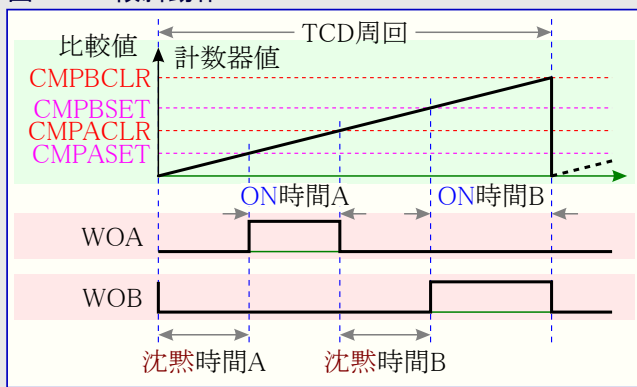 TCD周回
比較値
計数器値
CMPBCLR
CMPBSET
CMPACLR
CMPASET
ON時間A
ON時間B
WOA
WOB
沈黙時間A
沈黙時間B